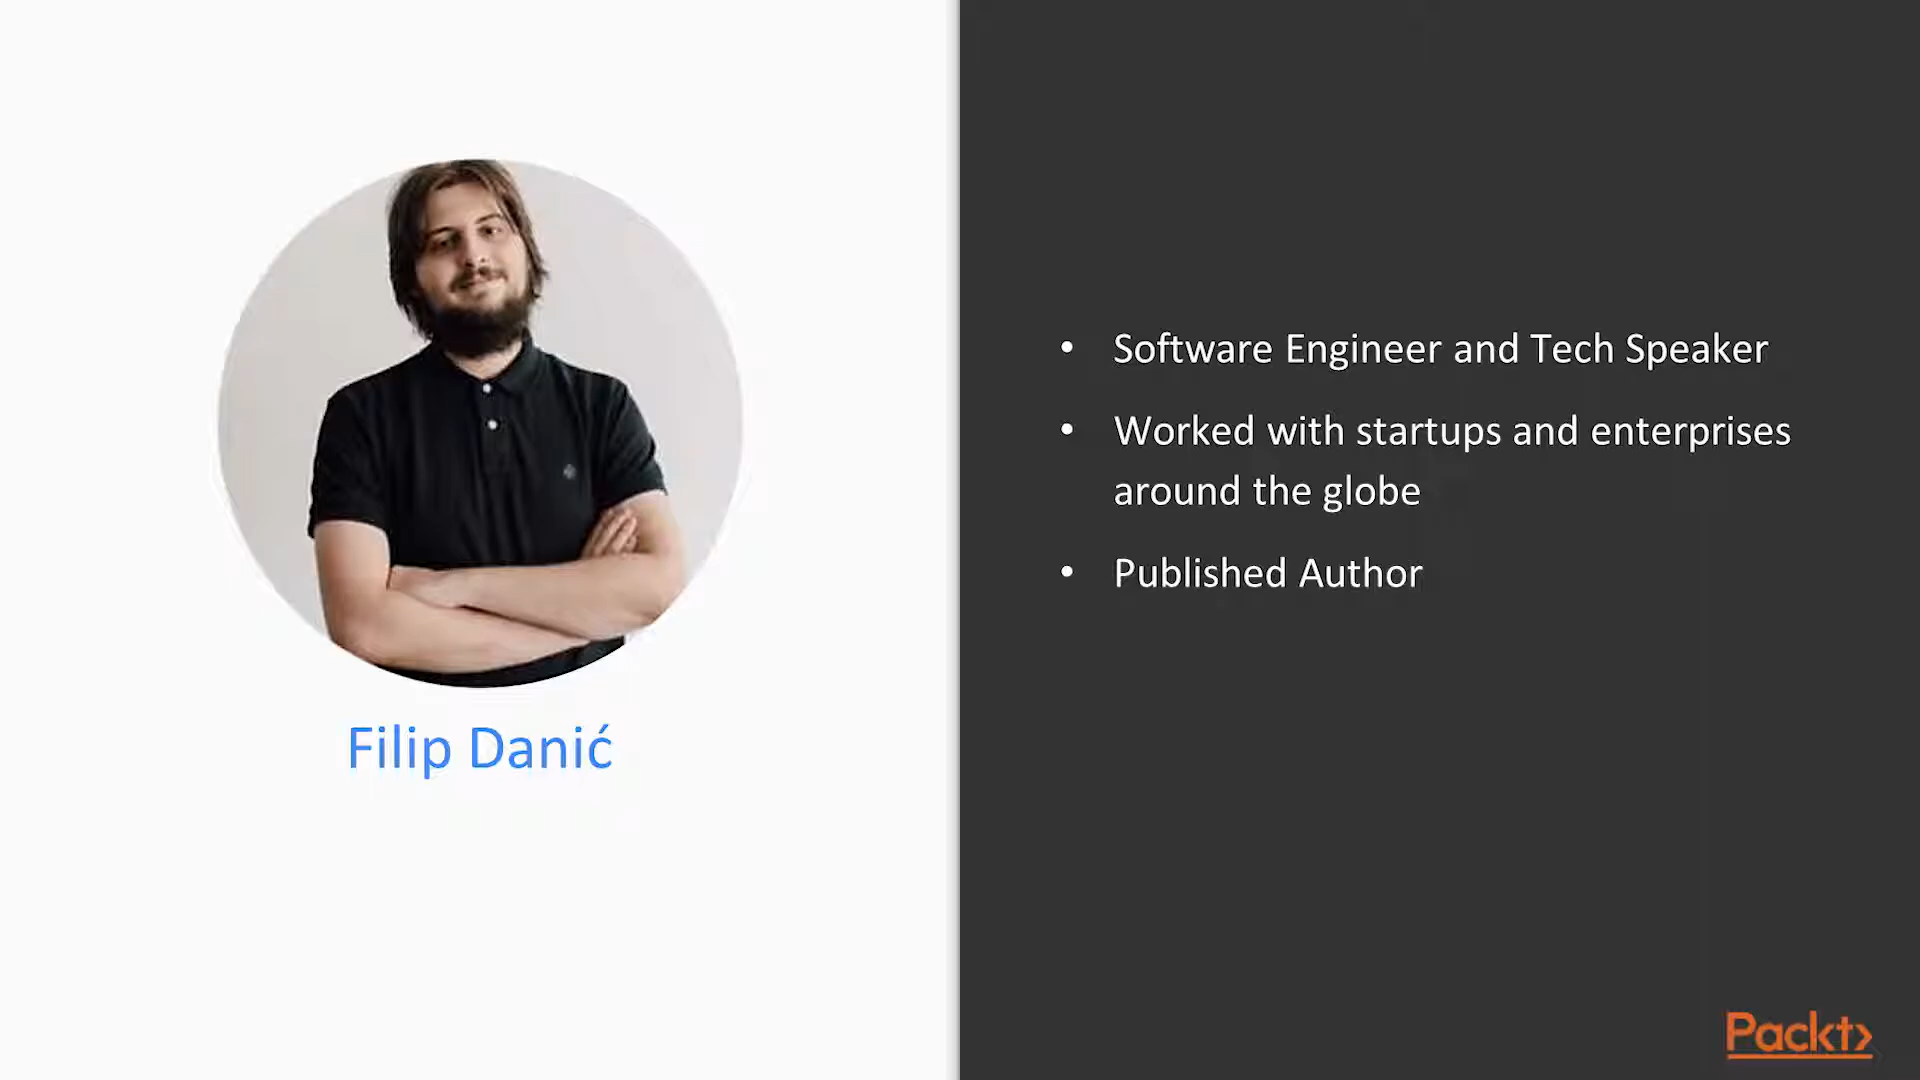 Filip Danić
• Software Engineer and Tech Speaker
• Worked with startups and enterprises
around the globe
• Published Author
Packt>